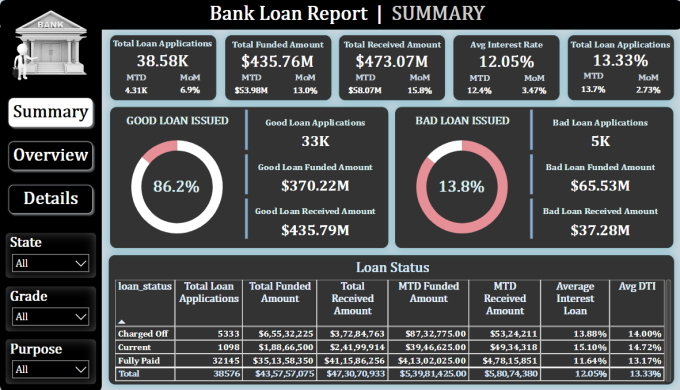 BANK
Bank Loan Report | SUMMARY
Total Loan Applications
38.58K
MTD MoM
4.31K 6.9%
Total Funded Amount
$435.76M
MTD MoM
$53.98M 13.0%
Total Received Amount
$473.07M
MTD MoM
$58.07M 15.8%
Avg Interest Rate
12.05%
MTD MoM
12.4% 3.47%
Total Loan Applications
13.33%
MTD MoM
13.7% 2.73%
Summary
Overview
Details
State
All
Grade
All
Purpose
All
GOOD LOAN ISSUED
86.2%
Good Loan Applications
33K
Good Loan Funded Amount
$370.22M
Good Loan Received Amount
$435.79M
BAD LOAN ISSUED
13.8%
Bad Loan Applications
5K
Bad Loan Funded Amount
$65.53M
Bad Loan Received Amount
$37.28M
Loan Status
loan_status Total Loan Applications Total Funded Amount Total Received Amount MTD Funded Amount MTD Received Amount Average Interest Loan Avg DTI
Charged Off 5333 $6,55,32,225 $3,72,84,763 $87,32,775.00 $53,24,211 13.88% 14.00%
Current 1098 $1,88,66,500 $2,41,99,914 $39,46,625.00 $49,34,318 15.10% 14.72%
Fully Paid 32145 $35,13,58,350 $41,15,86,256 $4,13,02,025.00 $4,78,15,851 11.64% 13.17%
Total 38576 $43,57,57,075 $47,30,70,933 $5,39,81,425.00 $5,80,74,380 12.05% 13.33%